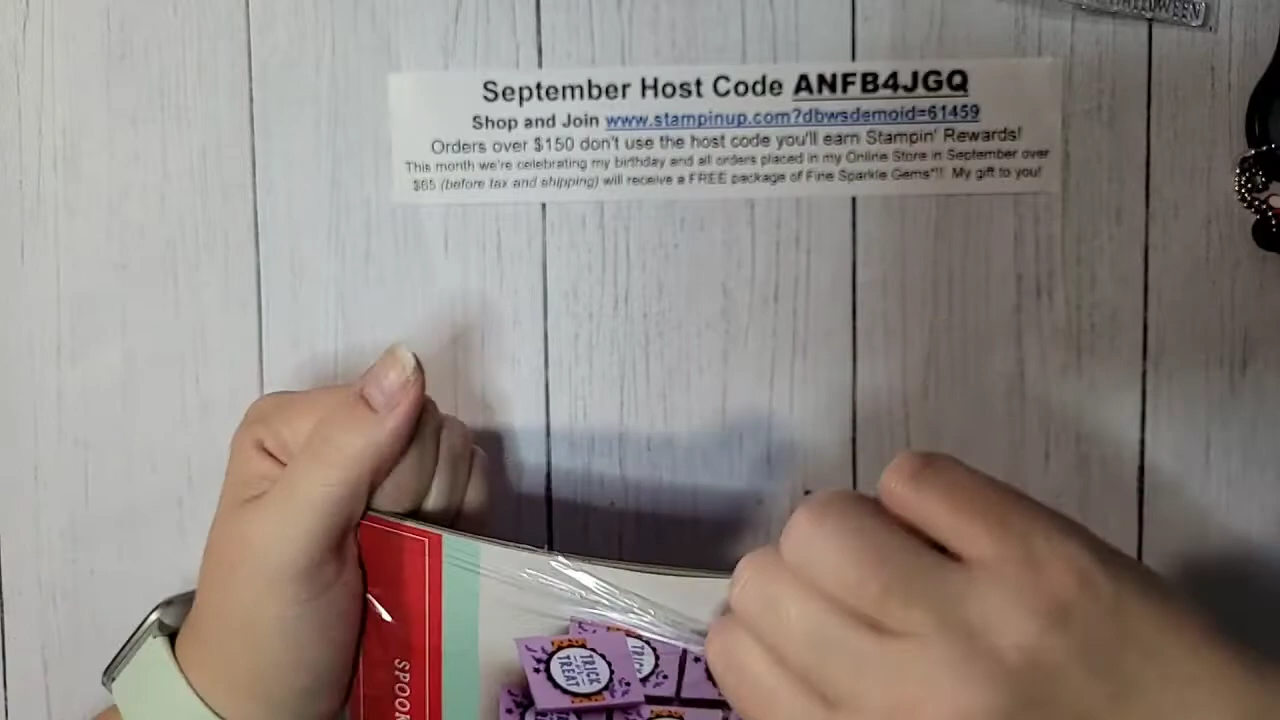 HALLOWEEN
September Host Code ANFB4JGQ
Shop and Join www.stampinup.com?dbwsdemoid=61459
Orders over $150 don't use the host code you'll earn Stampin' Rewards!
This month we're celebrating my birthday and all orders placed in my Online Store in September over
$65 (before tax and shipping) will receive a FREE package of Fine Sparkle Gems*!! My gift to you!
TRICK
TREAT
TRICK